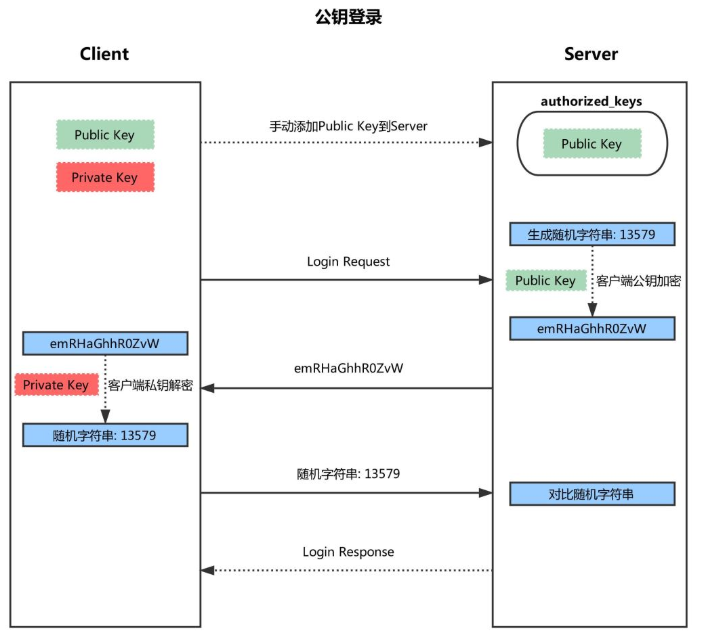 公钥登录
Client
Server
authorized_keys
Public Key
手动添加Public Key到Server
Public Key
Private Key
生成随机字符串: 13579
Login Request
Public Key
客户端公钥加密
emRHaGhhR0ZvW
emRHaGhhR0ZvW
emRHaGhhR0ZvW
Private Key
客户端私钥解密
随机字符串: 13579
随机字符串: 13579
对比随机字符串
Login Response